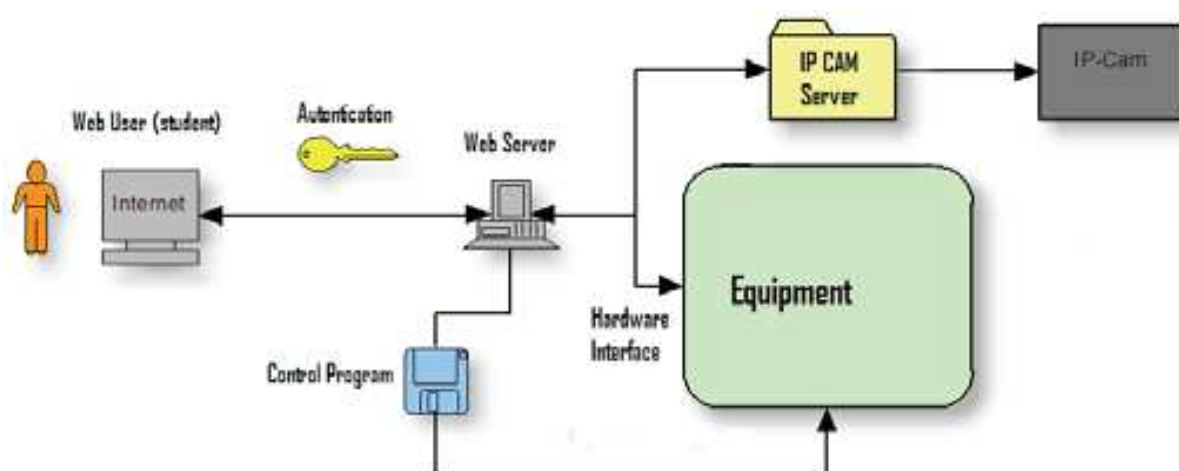 Web User (student)
Autentication
Web Server
IP CAM
Server
IP-Cam
Internet
Equipment
Hardware
Interface
Control Program